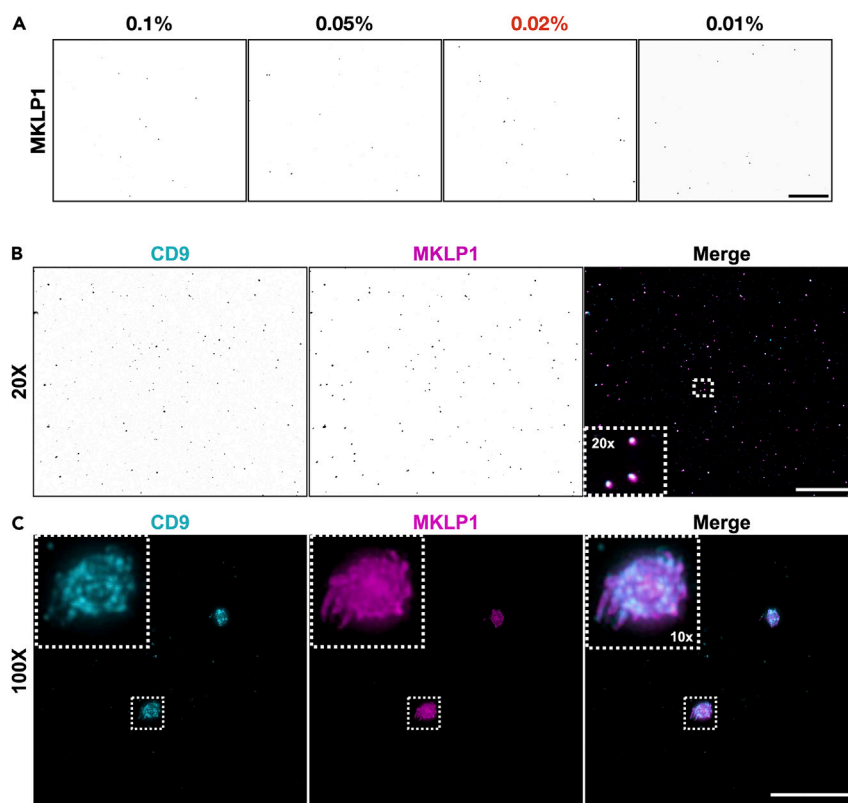 A
0.1% 0.05% 0.02% 0.01%
MKLP1
B
CD9 MKLP1 Merge
20X
20x
C
CD9 MKLP1 Merge
100X
10x